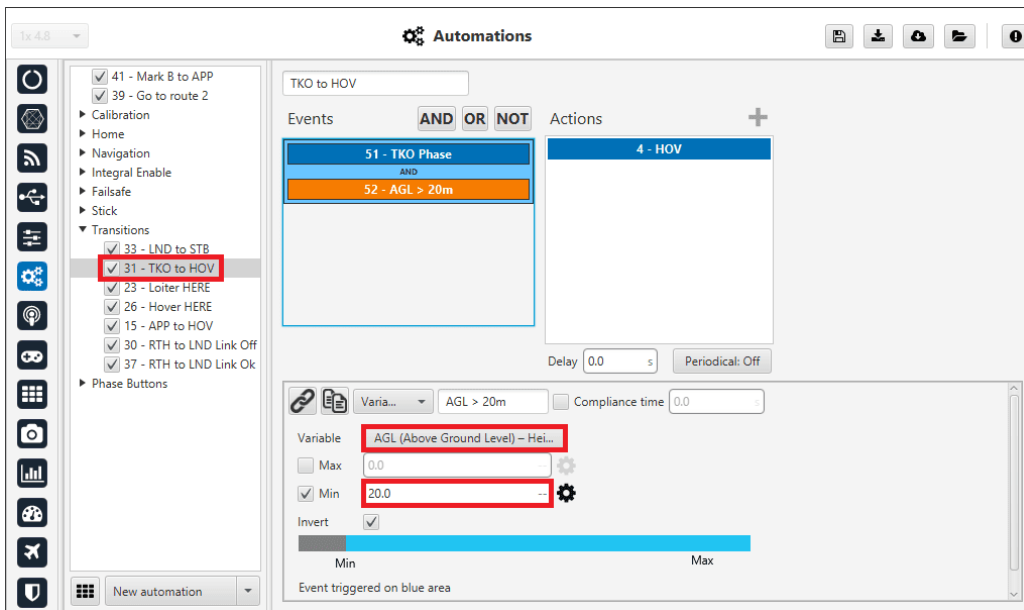 1x 4.8
Automations
41 - Mark B to APP
39 - Go to route 2
Calibration
Home
Navigation
Integral Enable
Failsafe
Stick
Transitions
33 - LND to STB
31 - TKO to HOV
23 - Loiter HERE
26 - Hover HERE
15 - APP to HOV
30 - RTH to LND Link Off
37 - RTH to LND Link Ok
Phase Buttons
New automation
TKO to HOV
Events AND OR NOT
51 - TKO Phase
AND
52 - AGL > 20m
Actions
4 - HOV
Delay 0.0 s Periodical: Off
Varia... AGL > 20m Compliance time 0.0 s
Variable AGL (Above Ground Level) – Hei...
Max 0.0 --
Min 20.0 --
Invert
Min Max
Event triggered on blue area